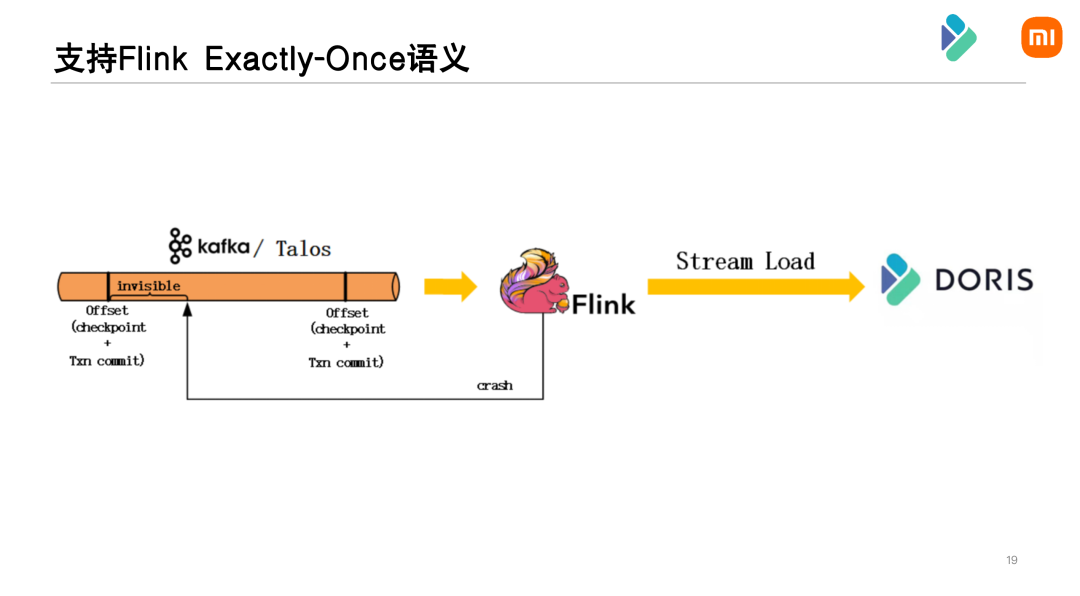 支持Flink Exactly-Once语义
mi
kafka / Talos
invisible
Offset
(checkpoint
+
Txn commit)
Offset
(checkpoint
+
Txn commit)
crash
Flink
Stream Load
DORIS
19